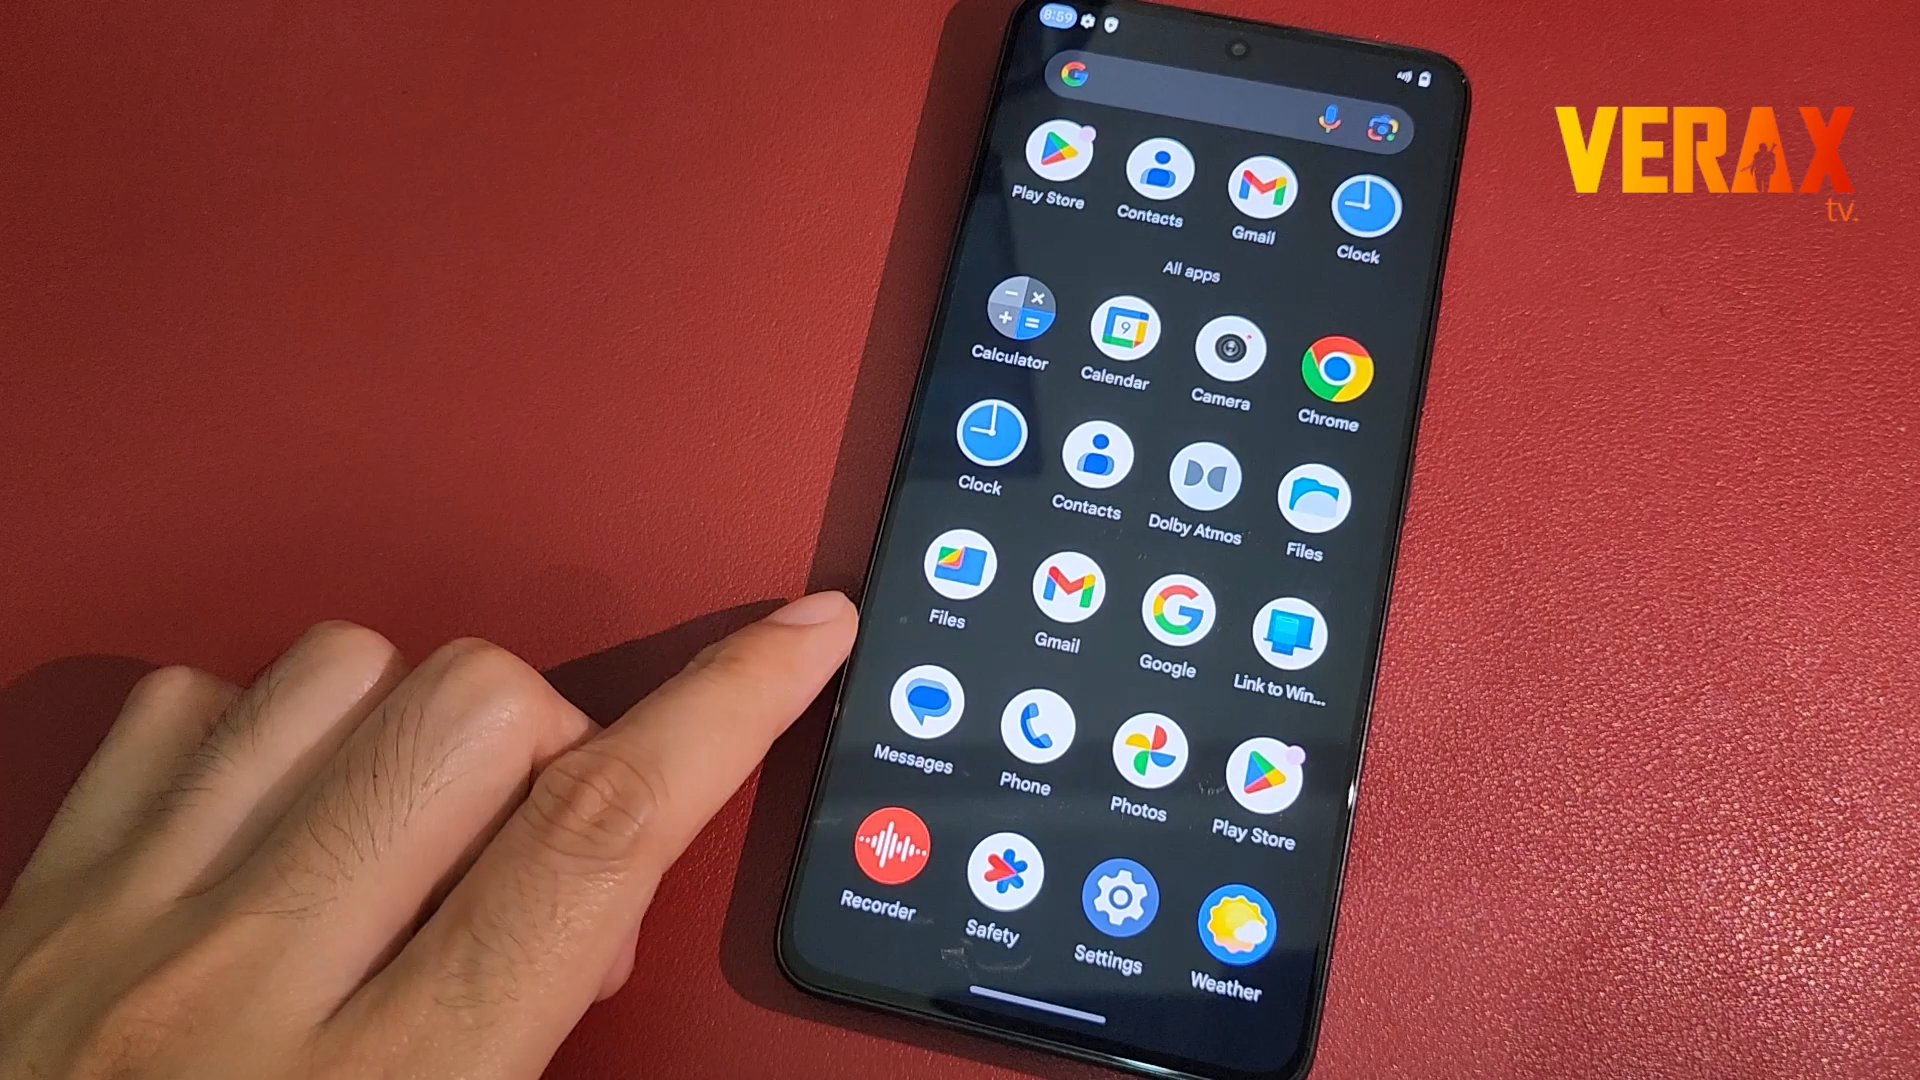 8:59
VERAX
tv.
Play Store
Contacts
Gmail
Clock
All apps
Calculator
Calendar
Camera
Chrome
9
Clock
Contacts
Dolby Atmos
Files
Files
Gmail
Google
Link to Win...
Messages
Phone
Photos
Play Store
Recorder
Safety
Settings
Weather